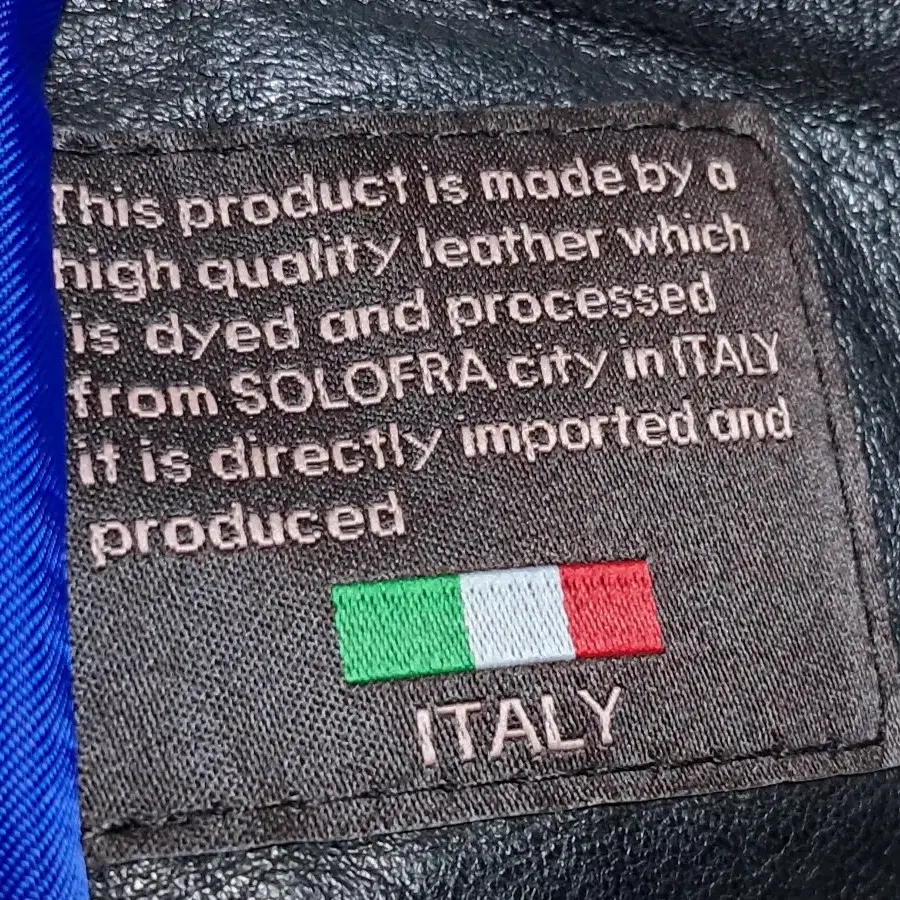 This product is made by a
high quality leather which
is dyed and processed
from SOLOFRA city in ITALY
it is directly imported and
produced
ITALY